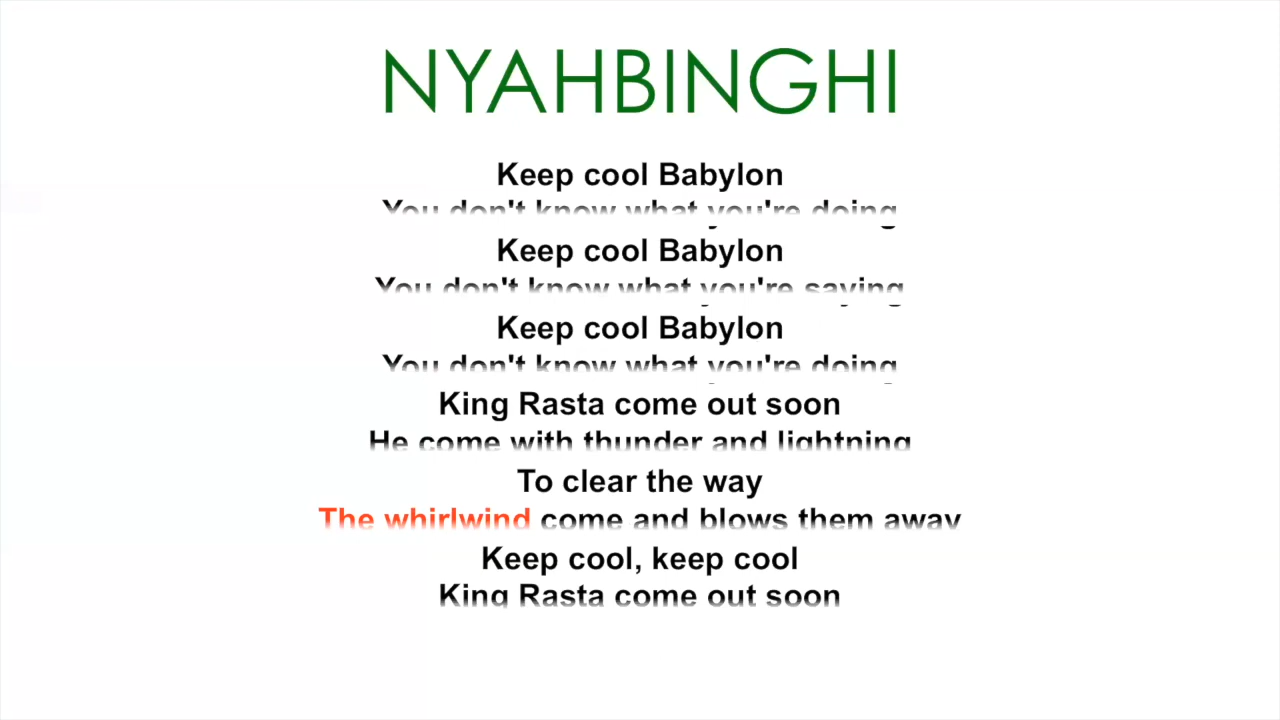 NYAHBINGHI
Keep cool Babylon
You don't know what you're doing
Keep cool Babylon
You don't know what you're saying
Keep cool Babylon
You don't know what you're doing
King Rasta come out soon
He come with thunder and lightning
To clear the way
The whirlwind come and blows them away
Keep cool, keep cool
King Rasta come out soon